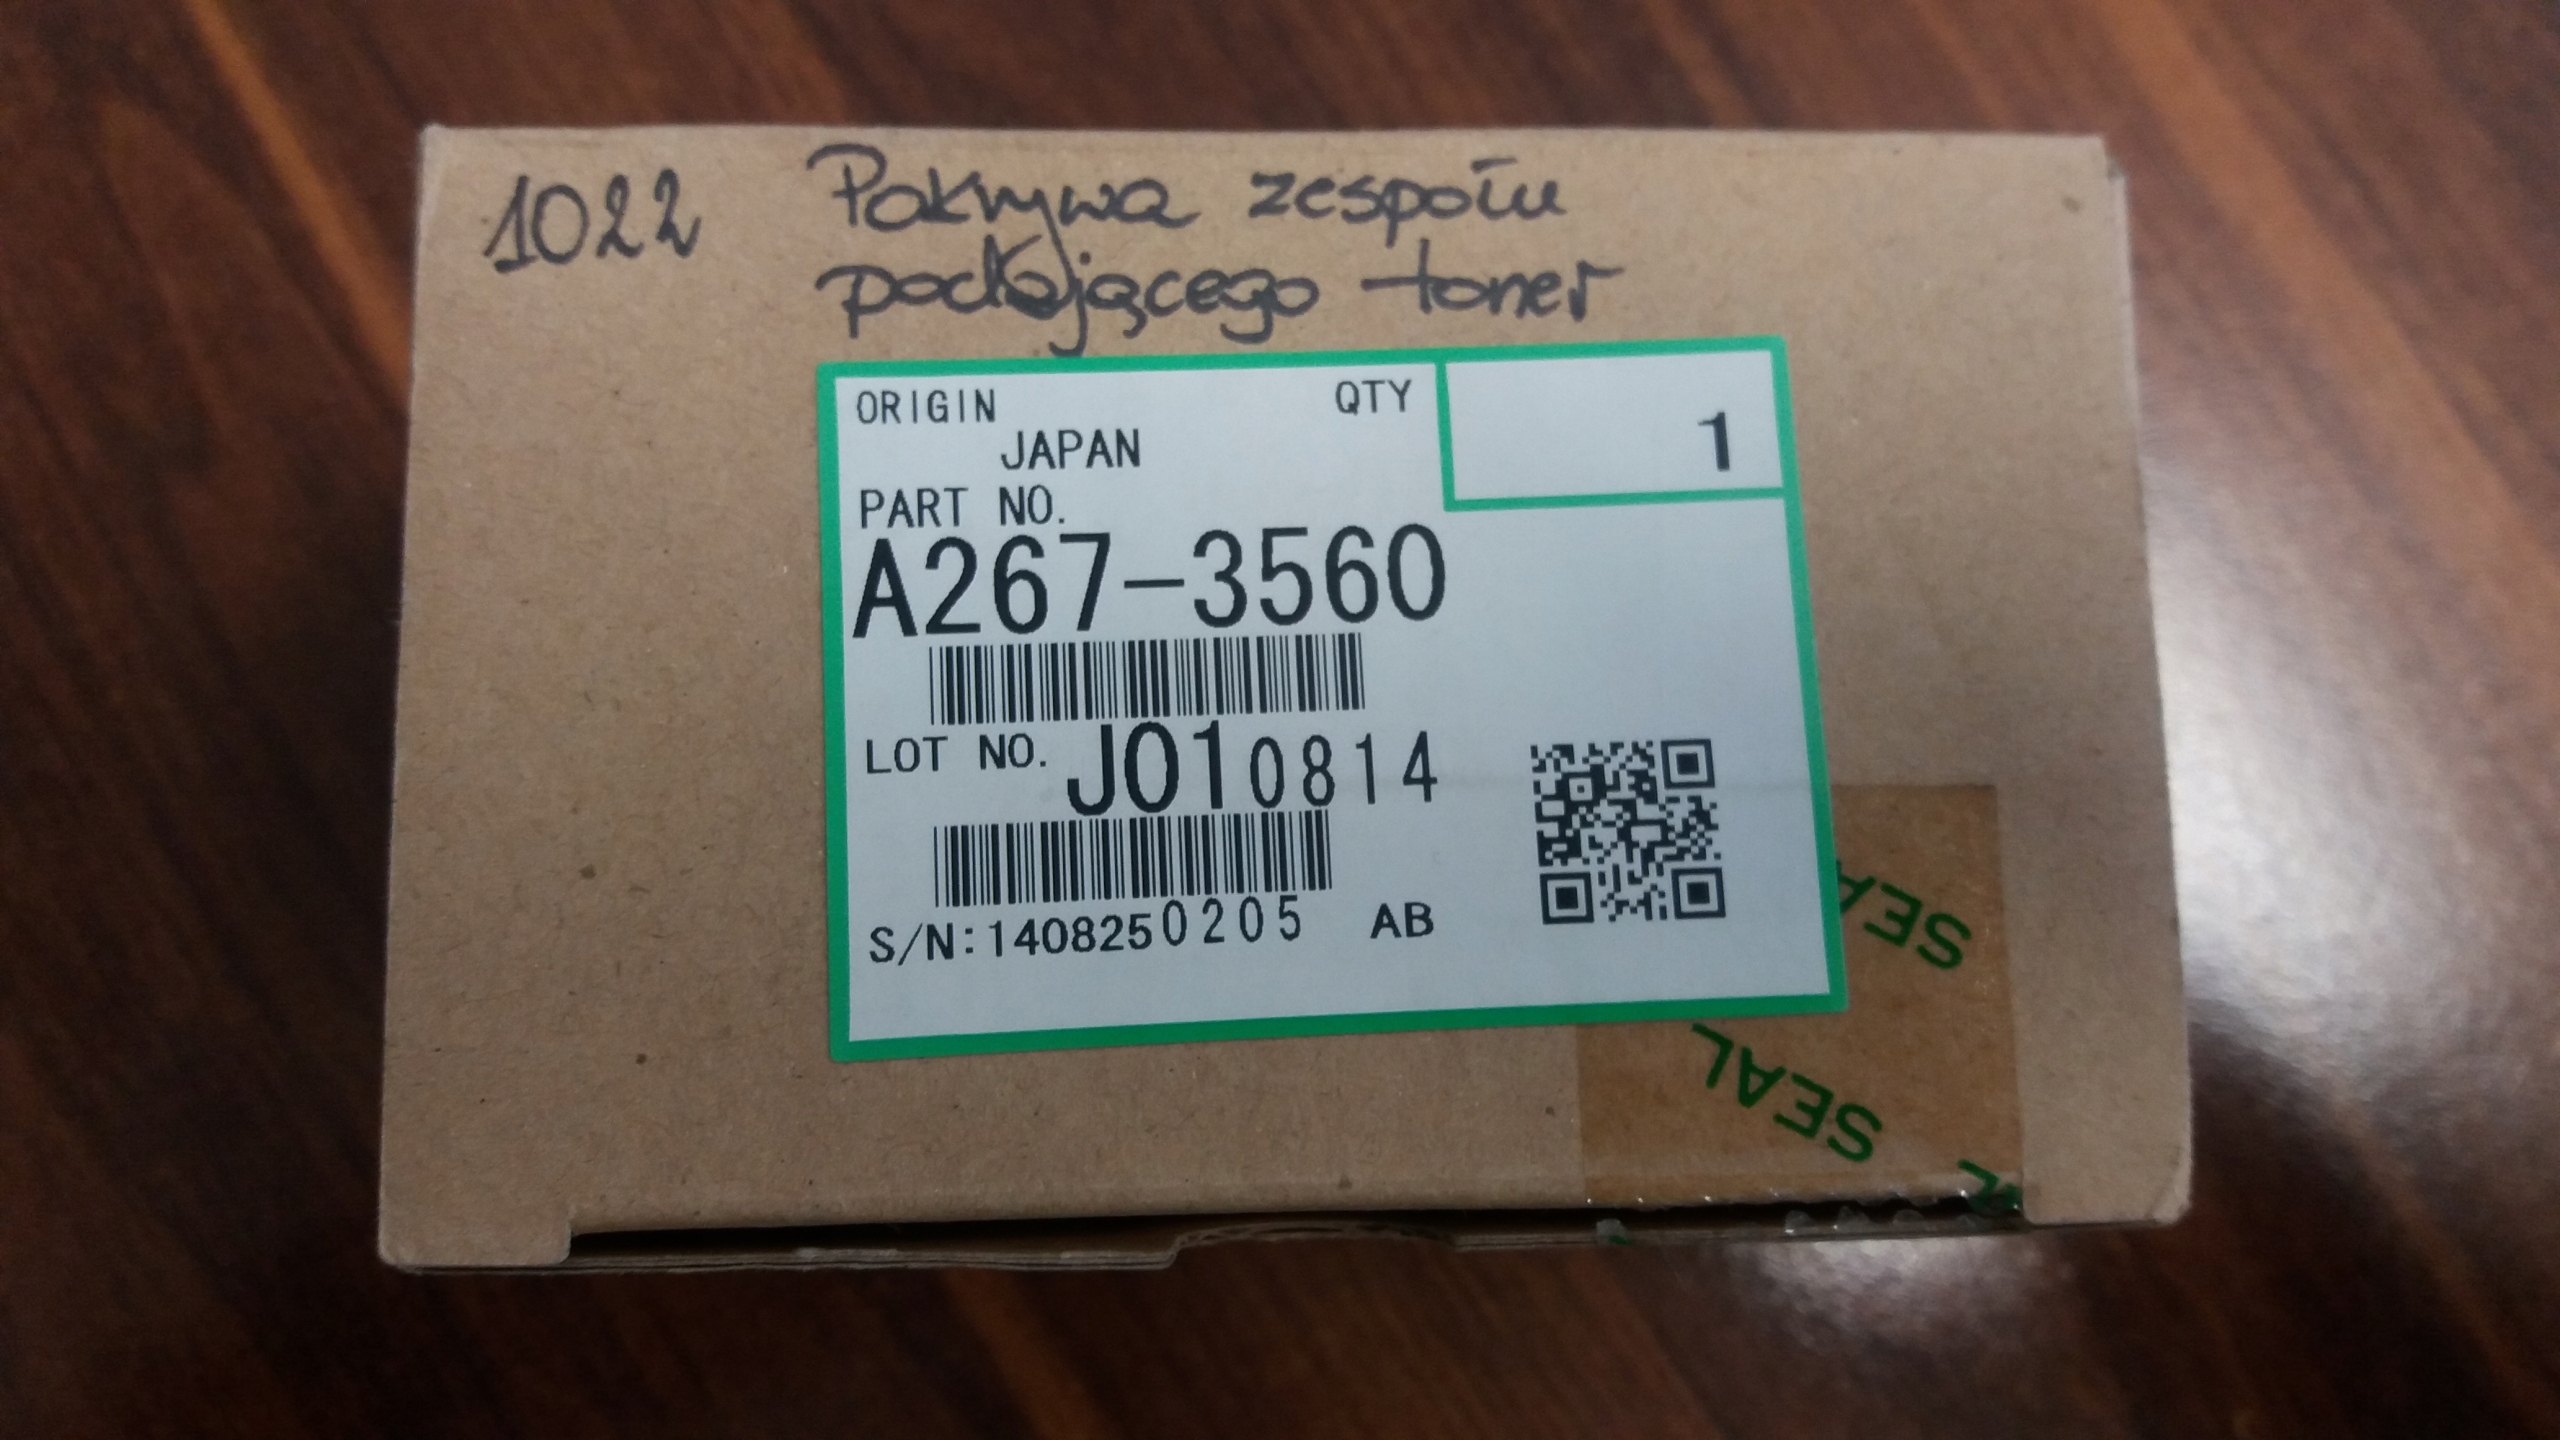 1022 Pokrywa zespołu
podającego toner
ORIGIN QTY 1
JAPAN
PART NO.
A267-3560
LOT NO. J010814
S/N:1408250205 AB
SEA
SEAL